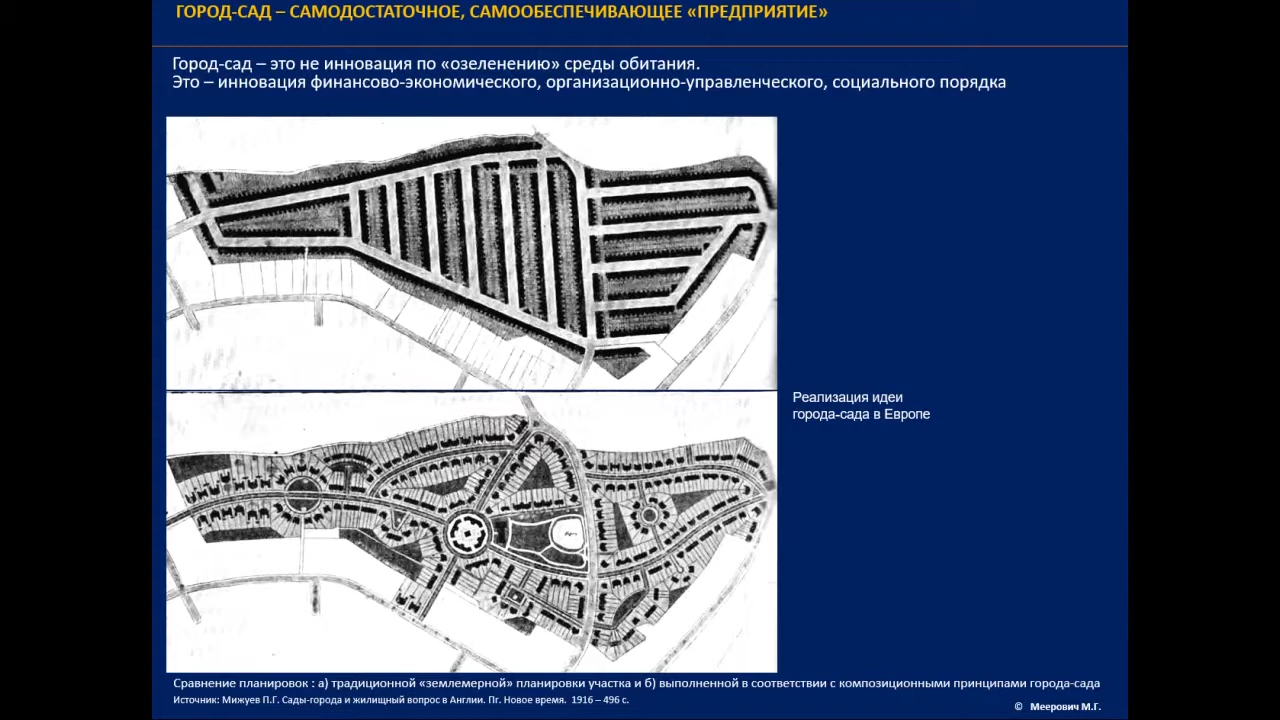 ГОРОД-САД – САМОДОСТАТОЧНОЕ, САМООБЕСПЕЧИВАЮЩЕЕ «ПРЕДПРИЯТИЕ»
Город-сад – это не инновация по «озеленению» среды обитания.
Это – инновация финансово-экономического, организационно-управленческого, социального порядка
Реализация идеи
города-сада в Европе
Сравнение планировок : а) традиционной «землемерной» планировки участка и б) выполненной в соответствии с композиционными принципами города-сада
Источник: Мижуев П.Г. Сады-города и жилищный вопрос в Англии. Пг. Новое время. 1916 – 496 с.
© Меерович М.Г.